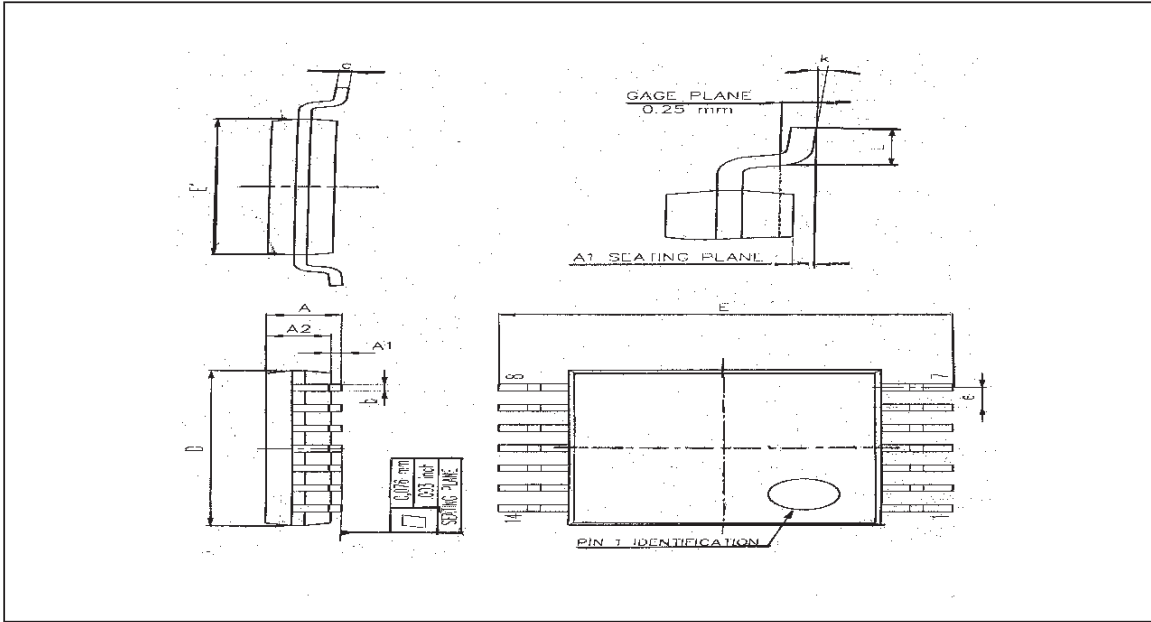 c
E'
k
GAGE PLANE
0.25 mm
L
A1 SEATING PLANE
A
A2
A1
b
D
0,076 mm
.003 inch
SEATING PLANE
E
8
7
e
14
1
PIN 1 IDENTIFICATION